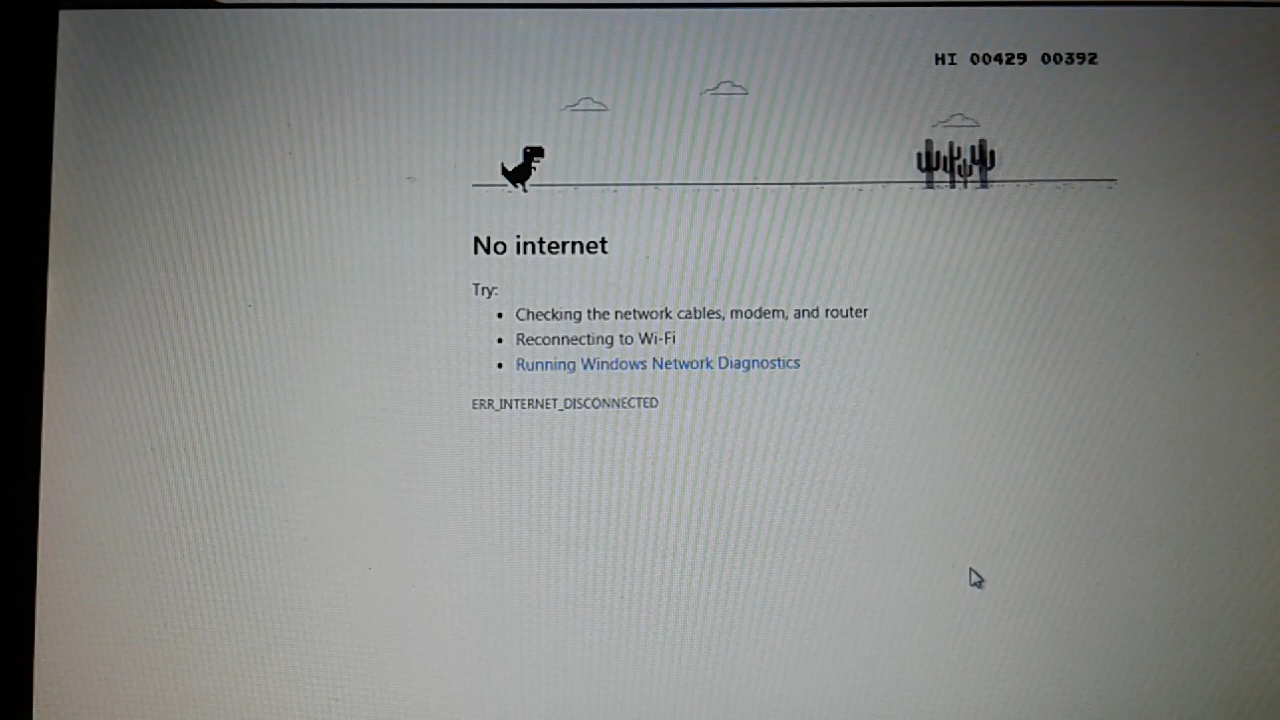 HI 00429 00392
No internet
Try:
• Checking the network cables, modem, and router
• Reconnecting to Wi-Fi
• Running Windows Network Diagnostics
ERR_INTERNET_DISCONNECTED